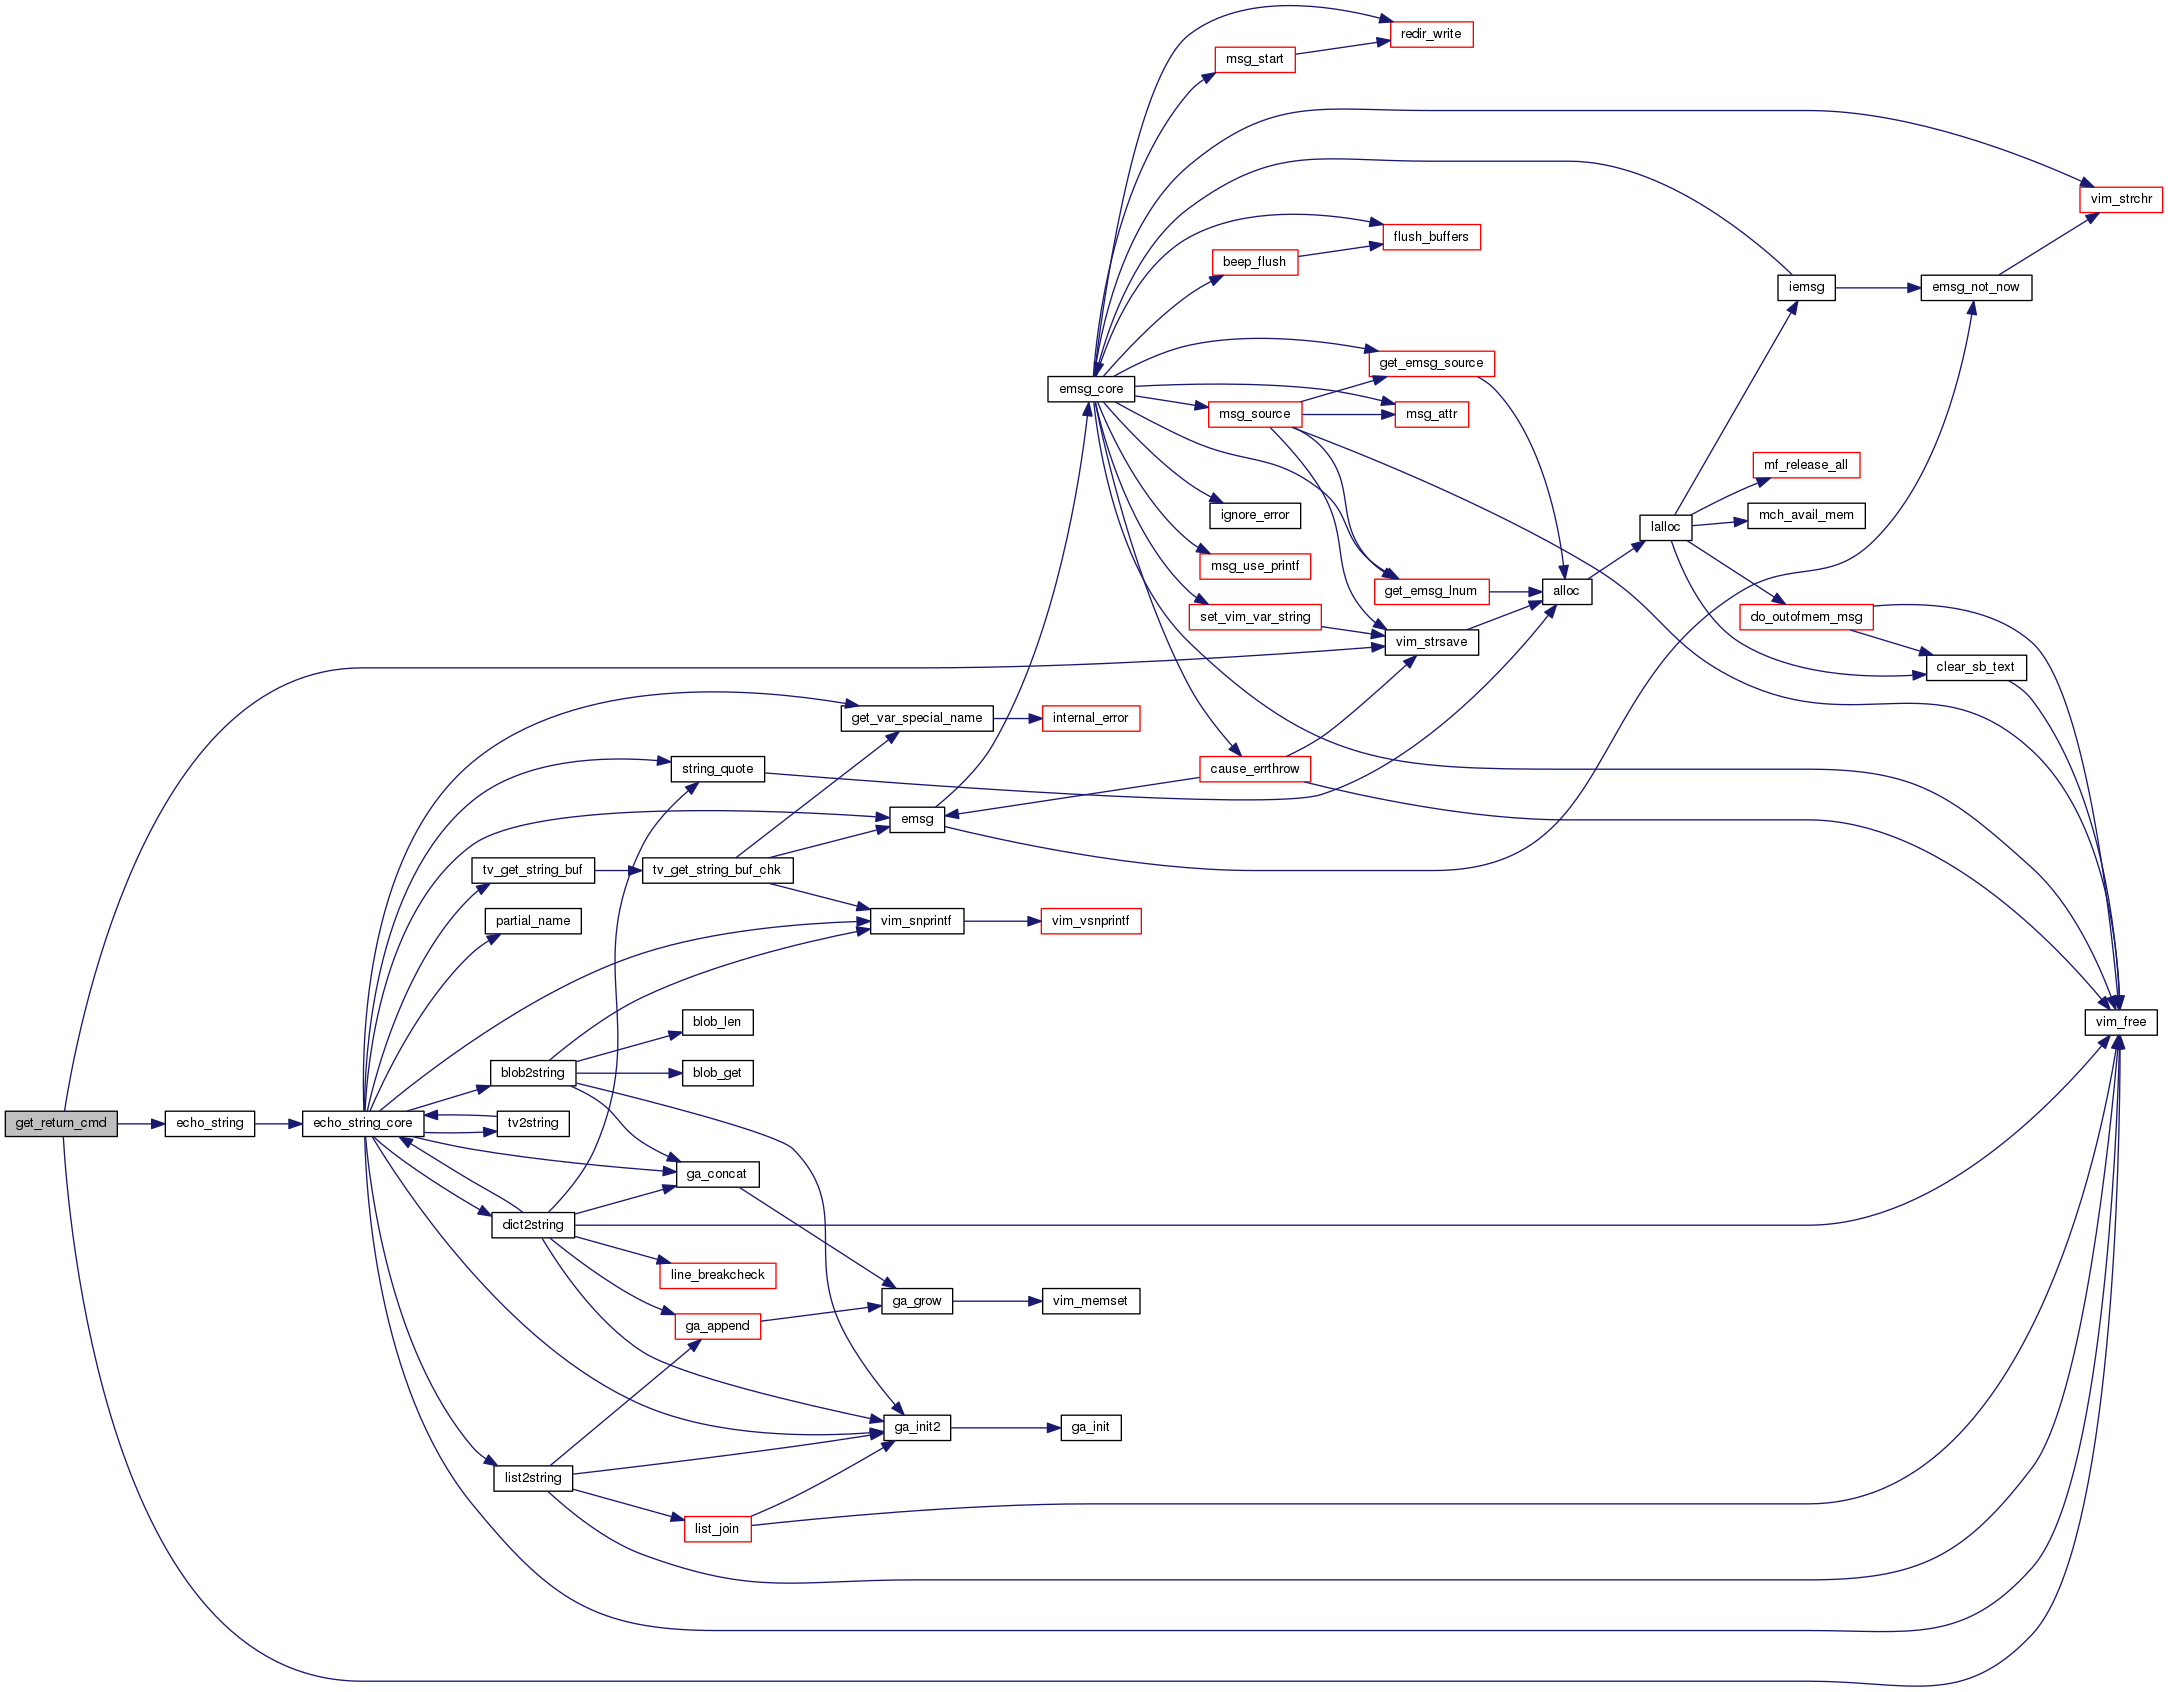 redir_write
msg_start
vim_strchr
flush_buffers
beep_flush
iemsg
emsg_not_now
get_emsg_source
emsg_core
msg_source
msg_attr
mf_release_all
ignore_error
mch_avail_mem
lalloc
msg_use_printf
get_emsg_lnum
alloc
set_vim_var_string
do_outofmem_msg
vim_strsave
clear_sb_text
get_var_special_name
internal_error
string_quote
cause_errthrow
emsg
tv_get_string_buf
tv_get_string_buf_chk
partial_name
vim_snprintf
vim_vsnprintf
blob_len
vim_free
blob2string
blob_get
get_return_cmd
echo_string
echo_string_core
tv2string
ga_concat
dict2string
line_breakcheck
ga_grow
vim_memset
ga_append
ga_init2
ga_init
list2string
list_join